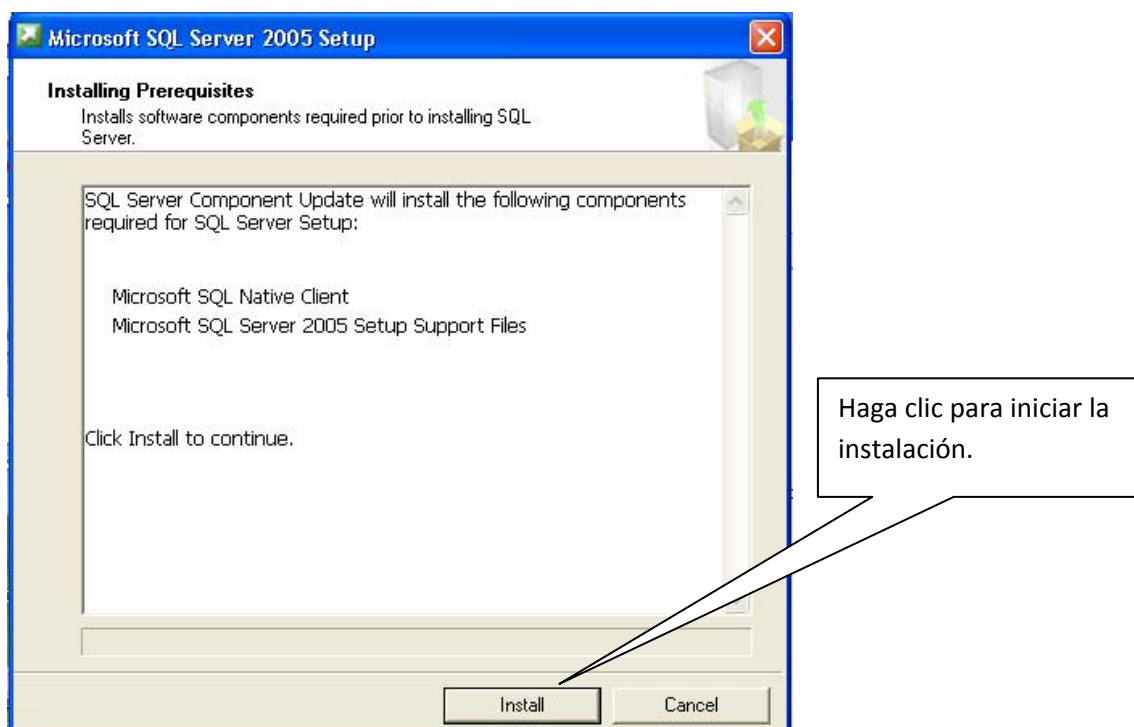 Microsoft SQL Server 2005 Setup
Installing Prerequisites
Installs software components required prior to installing SQL
Server.
SQL Server Component Update will install the following components
required for SQL Server Setup:
Microsoft SQL Native Client
Microsoft SQL Server 2005 Setup Support Files
Click Install to continue.
Haga clic para iniciar la
instalación.
Install
Cancel